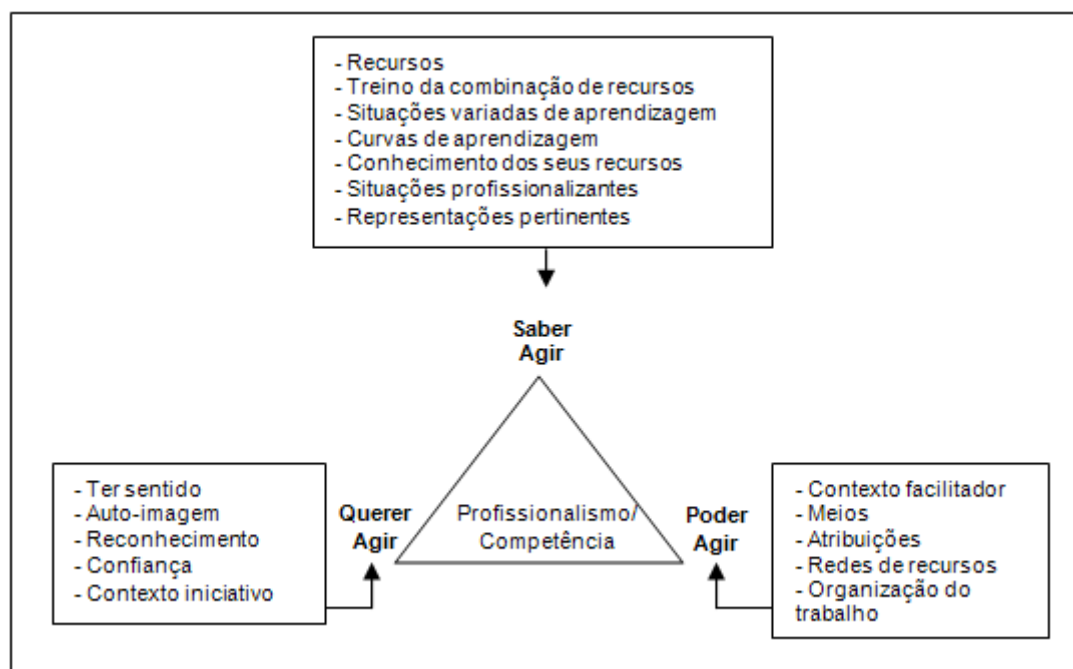 - Recursos
- Treino da combinação de recursos
- Situações variadas de aprendizagem
- Curvas de aprendizagem
- Conhecimento dos seus recursos
- Situações profissionalizantes
- Representações pertinentes
Saber
Agir
- Ter sentido
- Auto-imagem
- Reconhecimento
- Confiança
- Contexto iniciativo
Querer
Agir
Profissionalismo/
Competência
Poder
Agir
- Contexto facilitador
- Meios
- Atribuições
- Redes de recursos
- Organização do
trabalho